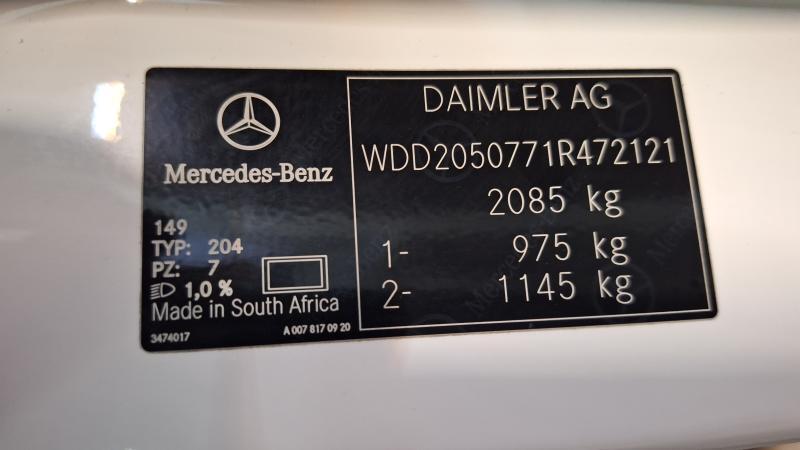 Mercedes-Benz
149
TYP: 204
PZ: 7
1,0 %
Made in South Africa
3474017
A 007 817 09 20
DAIMLER AG
WDD2050771R472121
2085 kg
1- 975 kg
2- 1145 kg